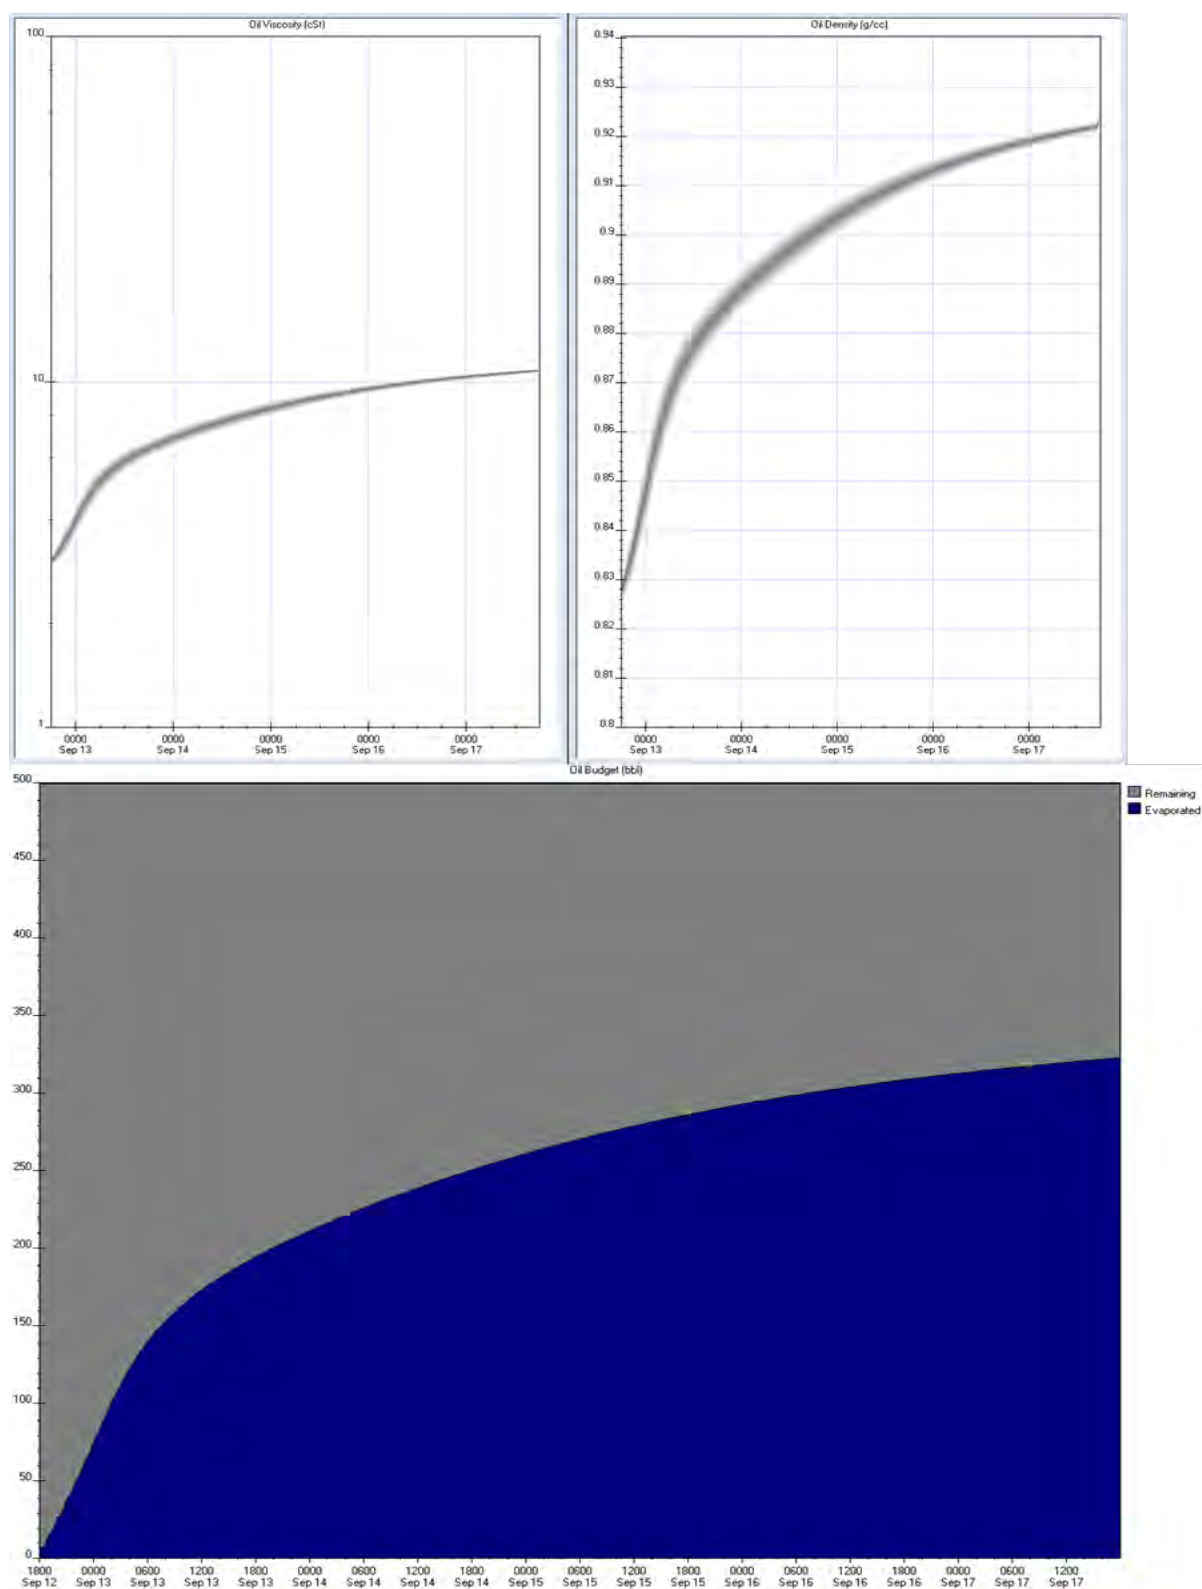 Oil Viscosity (cSt)
100
10
1
0000 0000 0000 0000 0000
Sep 13 Sep 14 Sep 15 Sep 16 Sep 17
Oil Density (g/cc)
0.94
0.93
0.92
0.91
0.9
0.89
0.88
0.87
0.86
0.85
0.84
0.83
0.82
0.81
0.8
0000 0000 0000 0000 0000
Sep 13 Sep 14 Sep 15 Sep 16 Sep 17
Oil Budget (bbl)
500
450
400
350
300
250
200
150
100
50
0
Remaining
Evaporated
1800 0000 0600 1200 1800 0000 0600 1200 1800 0000 0600 1200 1800 0000 0600 1200 1800 0000 0600 1200
Sep 12 Sep 13 Sep 13 Sep 13 Sep 13 Sep 14 Sep 14 Sep 14 Sep 14 Sep 15 Sep 15 Sep 15 Sep 15 Sep 16 Sep 16 Sep 16 Sep 16 Sep 17 Sep 17 Sep 17